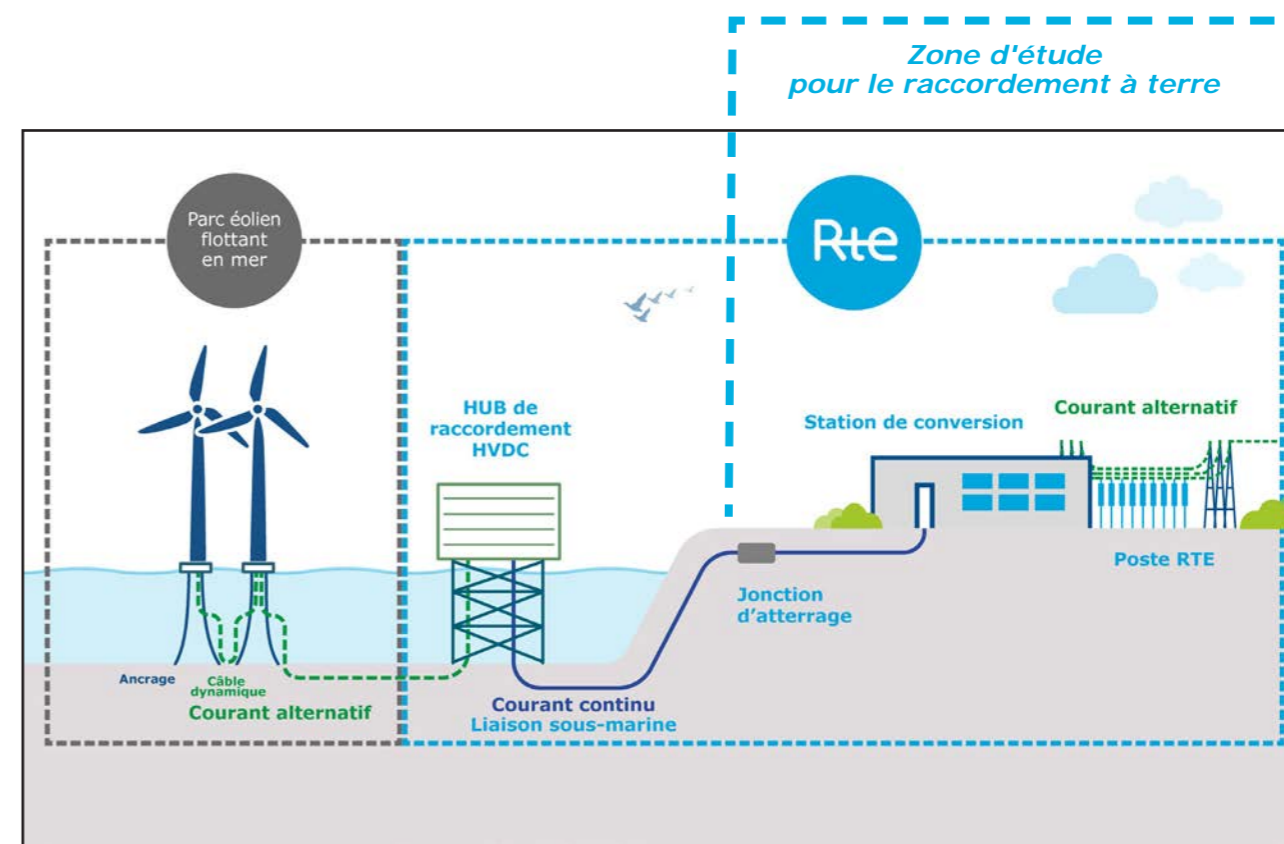 Zone d'étude
pour le raccordement à terre
Parc éolien
flottant
en mer
Rte
HUB de
raccordement
HVDC
Station de conversion
Courant alternatif
Poste RTE
Jonction
d'atterrage
Ancrage
Câble
dynamique
Courant alternatif
Courant continu
Liaison sous-marine